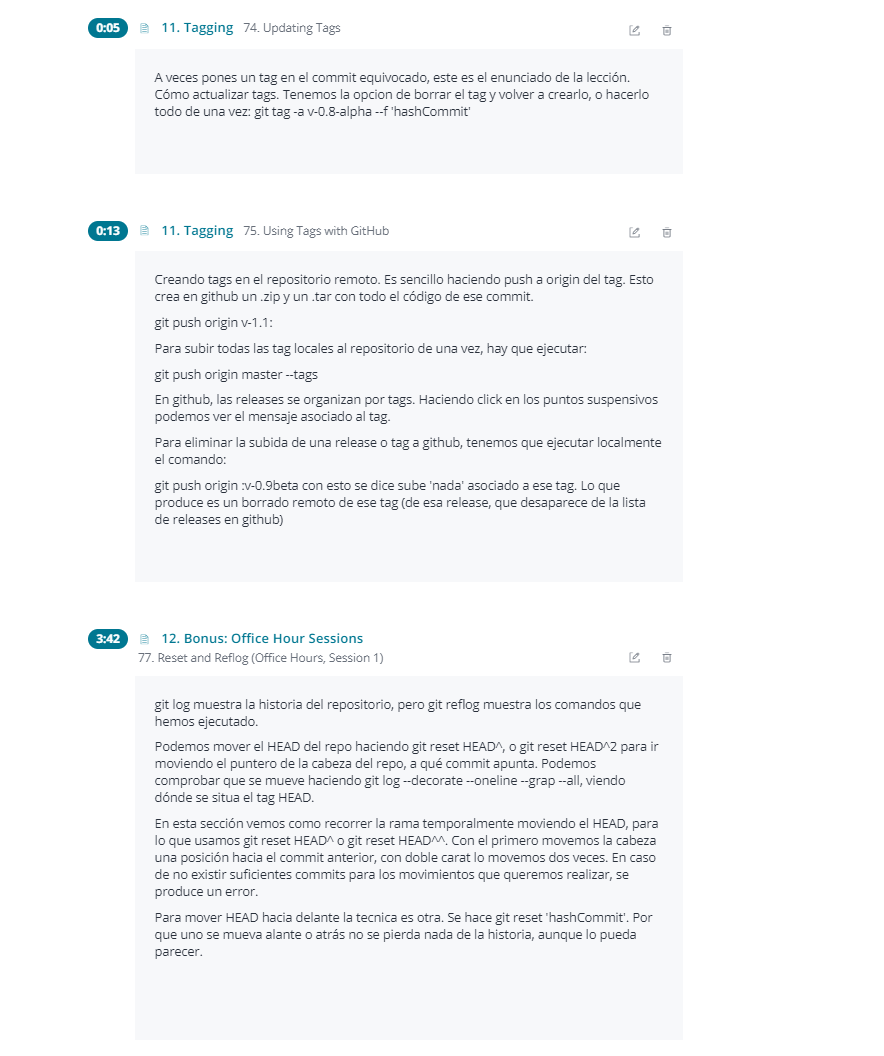 0:05 11. Tagging 74. Updating Tags
A veces pones un tag en el commit equivocado, este es el enunciado de la lección.
Cómo actualizar tags. Tenemos la opcion de borrar el tag y volver a crearlo, o hacerlo
todo de una vez: git tag -a v-0.8-alpha --f 'hashCommit'
0:13 11. Tagging 75. Using Tags with GitHub
Creando tags en el repositorio remoto. Es sencillo haciendo push a origin del tag. Esto
crea en github un .zip y un .tar con todo el código de ese commit.
git push origin v-1.1:
Para subir todas las tag locales al repositorio de una vez, hay que ejecutar:
git push origin master --tags
En github, las releases se organizan por tags. Haciendo click en los puntos suspensivos
podemos ver el mensaje asociado al tag.
Para eliminar la subida de una release o tag a github, tenemos que ejecutar localmente
el comando:
git push origin :v-0.9beta con esto se dice sube 'nada' asociado a ese tag. Lo que
produce es un borrado remoto de ese tag (de esa release, que desaparece de la lista
de releases en github)
3:42 12. Bonus: Office Hour Sessions
77. Reset and Reflog (Office Hours, Session 1)
git log muestra la historia del repositorio, pero git reflog muestra los comandos que
hemos ejecutado.
Podemos mover el HEAD del repo haciendo git reset HEAD^, o git reset HEAD^2 para ir
moviendo el puntero de la cabeza del repo, a qué commit apunta. Podemos
comprobar que se mueve haciendo git log --decorate --oneline --grap --all, viendo
dónde se situa el tag HEAD.
En esta sección vemos como recorrer la rama temporalmente moviendo el HEAD, para
lo que usamos git reset HEAD^ o git reset HEAD^^. Con el primero movemos la cabeza
una posición hacia el commit anterior, con doble carat lo movemos dos veces. En caso
de no existir suficientes commits para los movimientos que queremos realizar, se
produce un error.
Para mover HEAD hacia delante la tecnica es otra. Se hace git reset 'hashCommit'. Por
que uno se mueva alante o atrás no se pierda nada de la historia, aunque lo pueda
parecer.